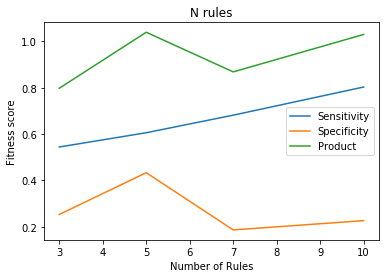 N rules
1.0
0.8
0.6
0.4
0.2
Fitness score
Sensitivity
Specificity
Product
3 4 5 6 7 8 9 10
Number of Rules